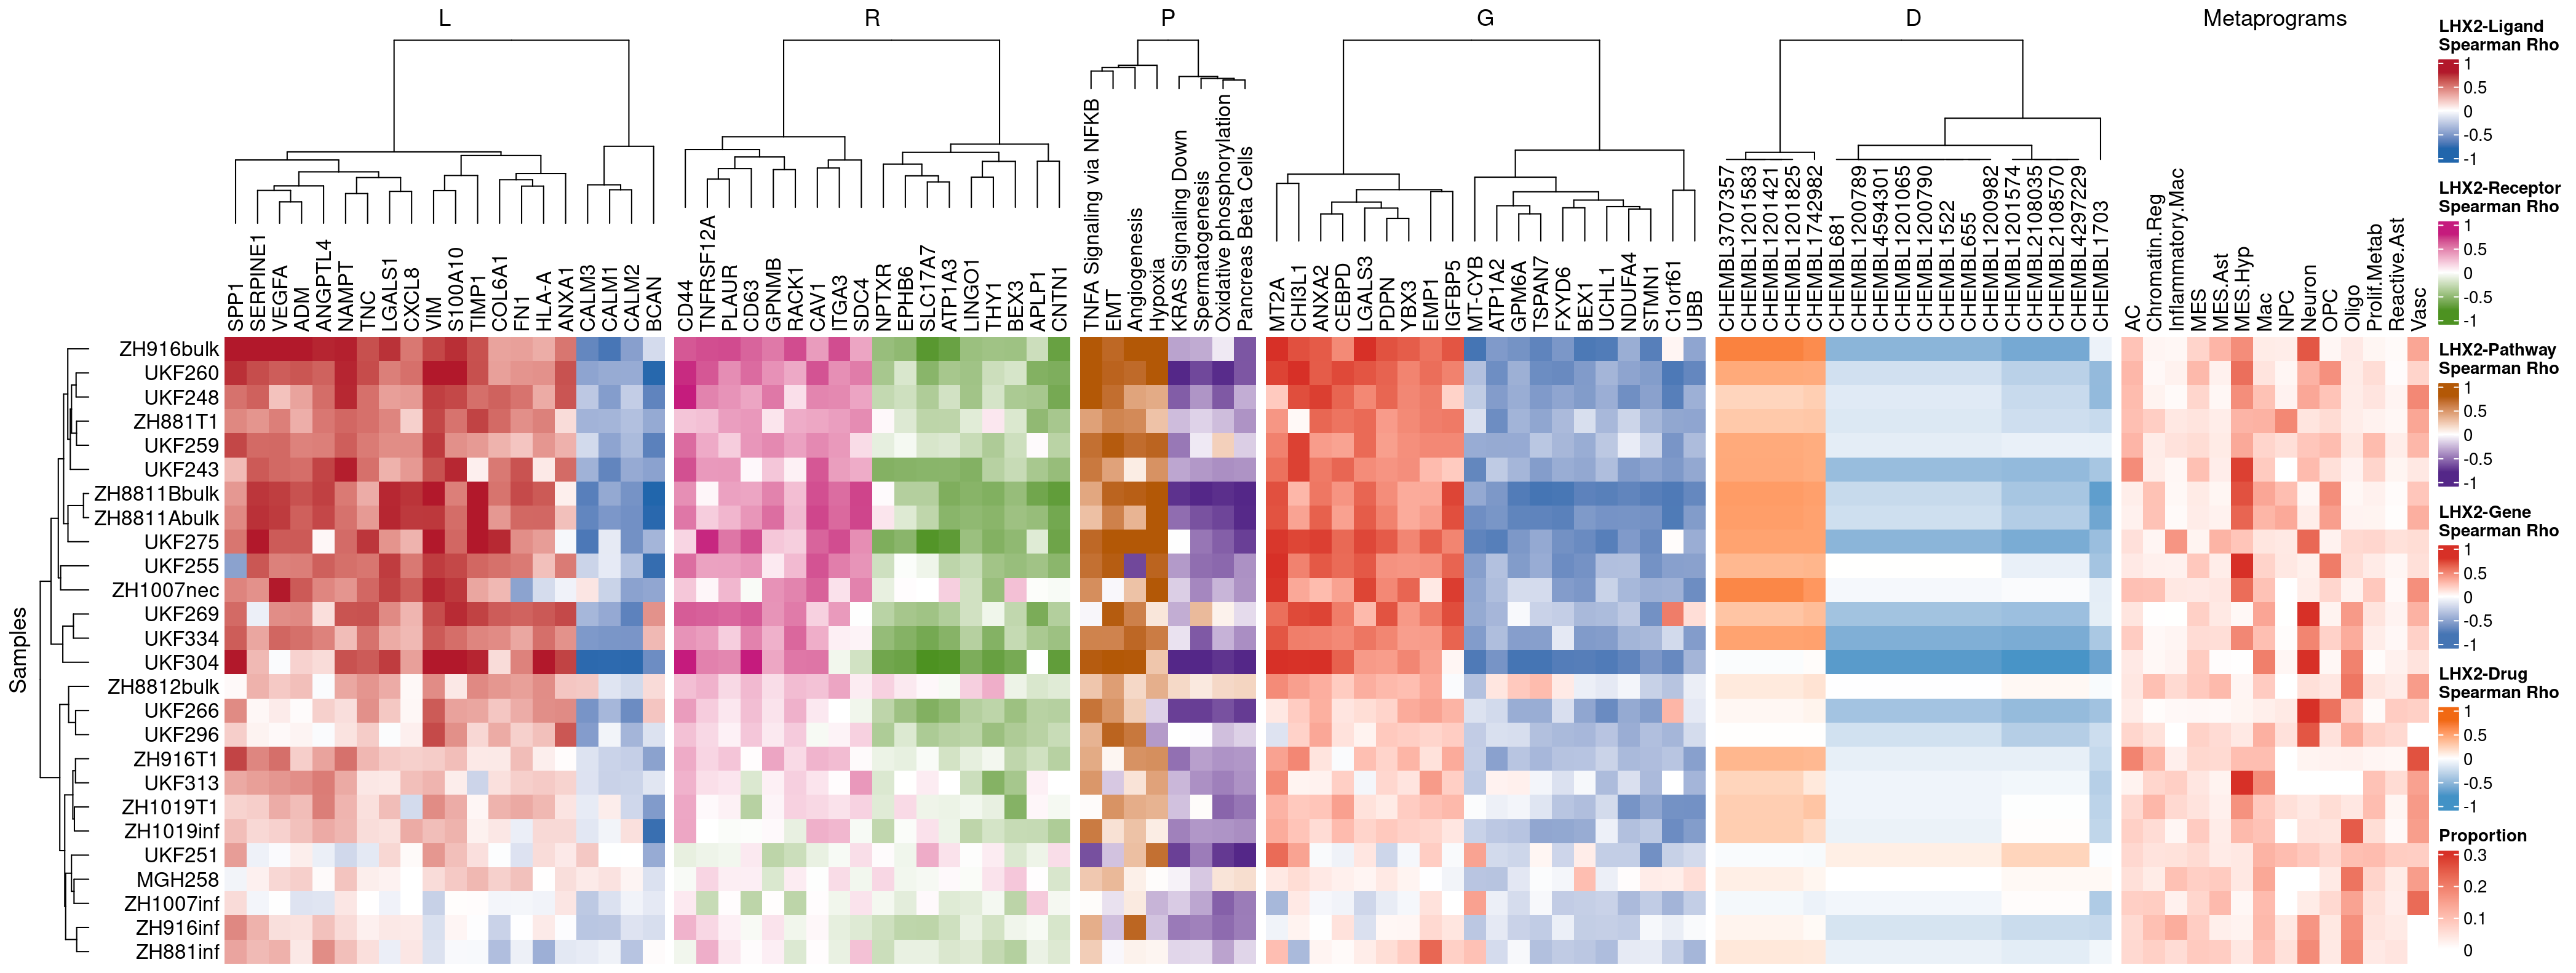 L R P G D Metaprograms
SPP1
SERPINE1
VEGFA
ADM
ANGPTL4
NAMPT
TNC
LGALS1
CXCL8
VIM
S100A10
TIMP1
COL6A1
FN1
HLA-A
ANXA1
CALM3
CALM1
CALM2
BCAN
CD44
TNFRSF12A
PLAUR
CD63
GPNMB
RACK1
CAV1
ITGA3
SDC4
NPTXR
EPHB6
SLC17A7
ATP1A3
LINGO1
THY1
BEX3
APLP1
CNTN1
TNFA Signaling via NFKB
EMT
Angiogenesis
Hypoxia
KRAS Signaling Down
Spermatogenesis
Oxidative phosphorylation
Pancreas Beta Cells
MT2A
CHI3L1
ANXA2
CEBPD
LGALS3
PDPN
YBX3
EMP1
IGFBP5
MT-CYB
ATP1A2
GPM6A
TSPAN7
FXYD6
BEX1
UCHL1
NDUFA4
STMN1
C1orf61
UBB
CHEMBL3707357
CHEMBL1201583
CHEMBL1201421
CHEMBL1201825
CHEMBL1742982
CHEMBL681
CHEMBL1200789
CHEMBL4594301
CHEMBL1201065
CHEMBL1200790
CHEMBL1522
CHEMBL655
CHEMBL1200982
CHEMBL1201574
CHEMBL2108035
CHEMBL2108570
CHEMBL4297229
CHEMBL1703
AC
Chromatin.Reg
Inflammatory.Mac
MES
MES.Ast
MES.Hyp
Mac
NPC
Neuron
OPC
Oligo
Prolif.Metab
Reactive.Ast
Vasc
Samples
ZH916bulk
UKF260
UKF248
ZH881T1
UKF259
UKF243
ZH8811Bbulk
ZH8811Abulk
UKF275
UKF255
ZH1007nec
UKF269
UKF334
UKF304
ZH8812bulk
UKF266
UKF296
ZH916T1
UKF313
ZH1019T1
ZH1019inf
UKF251
MGH258
ZH1007inf
ZH916inf
ZH881inf
LHX2-Ligand
Spearman Rho
1
0.5
0
-0.5
-1
LHX2-Receptor
Spearman Rho
1
0.5
0
-0.5
-1
LHX2-Pathway
Spearman Rho
1
0.5
0
-0.5
-1
LHX2-Gene
Spearman Rho
1
0.5
0
-0.5
-1
LHX2-Drug
Spearman Rho
1
0.5
0
-0.5
-1
Proportion
0.3
0.2
0.1
0